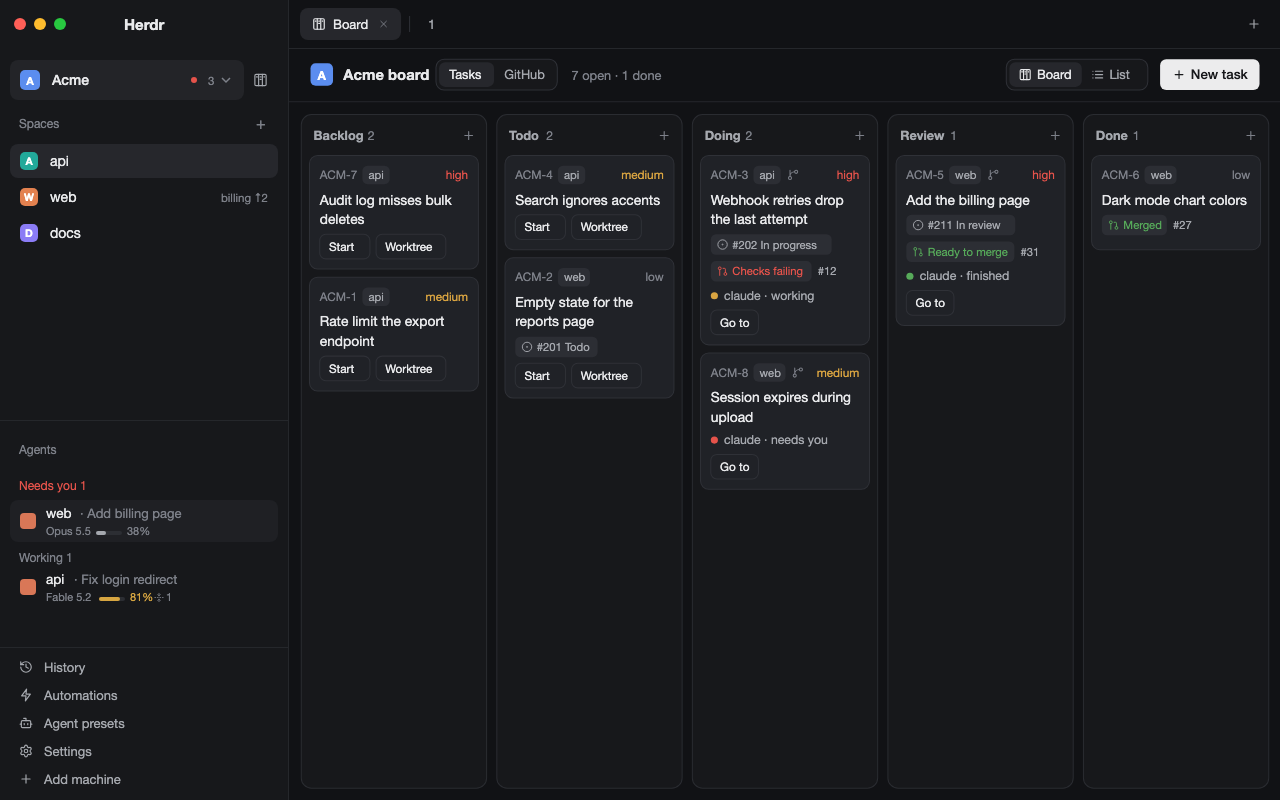 Herdr
A Acme 3
Spaces
A api
W web billing ↑2
D docs
Agents
Needs you 1
web · Add billing page
Opus 5.5 38%
Working 1
api · Fix login redirect
Fable 5.2 81% 1
History
Automations
Agent presets
Settings
Add machine
Board × 1 +
A Acme board Tasks GitHub 7 open · 1 done Board List + New task
Backlog 2 +
ACM-7 api high
Audit log misses bulk
deletes
Start Worktree
ACM-1 api medium
Rate limit the export
endpoint
Start Worktree
Todo 2 +
ACM-4 api medium
Search ignores accents
Start Worktree
ACM-2 web low
Empty state for the
reports page
#201 Todo
Start Worktree
Doing 2 +
ACM-3 api high
Webhook retries drop
the last attempt
#202 In progress
Checks failing #12
claude · working
Go to
ACM-8 web medium
Session expires during
upload
claude · needs you
Go to
Review 1 +
ACM-5 web high
Add the billing page
#211 In review
Ready to merge #31
claude · finished
Go to
Done 1 +
ACM-6 web low
Dark mode chart colors
Merged #27